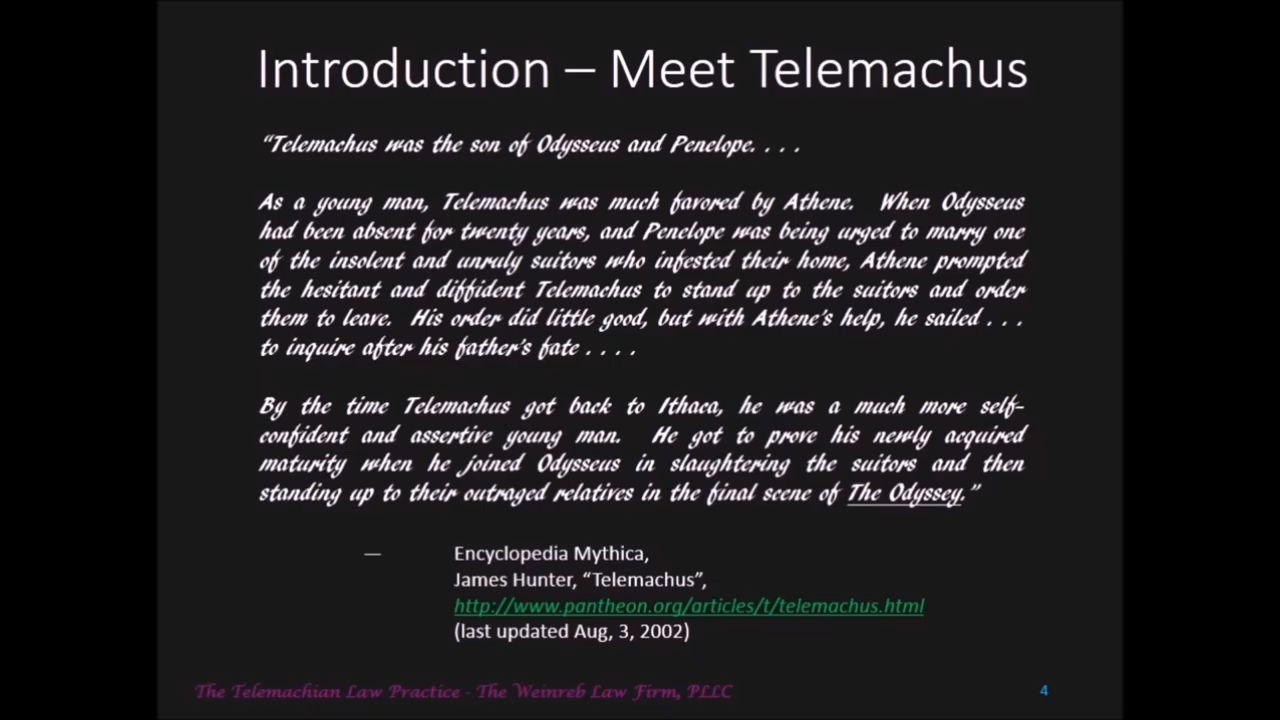 Introduction – Meet Telemachus
“Telemachus was the son of Odysseus and Penelope. . . .
As a young man, Telemachus was much favored by Athene. When Odysseus
had been absent for twenty years, and Penelope was being urged to marry one
of the insolent and unruly suitors who infested their home, Athene prompted
the hesitant and diffident Telemachus to stand up to the suitors and order
them to leave. His order did little good, but with Athene’s help, he sailed . . .
to inquire after his father’s fate . . . .
By the time Telemachus got back to Ithaca, he was a much more self-
confident and assertive young man. He got to prove his newly acquired
maturity when he joined Odysseus in slaughtering the suitors and then
standing up to their outraged relatives in the final scene of The Odyssey.”
— Encyclopedia Mythica,
James Hunter, “Telemachus”,
http://www.pantheon.org/articles/t/telemachus.html
(last updated Aug, 3, 2002)
The Telemachian Law Practice - The Weinreb Law Firm, PLLC
4